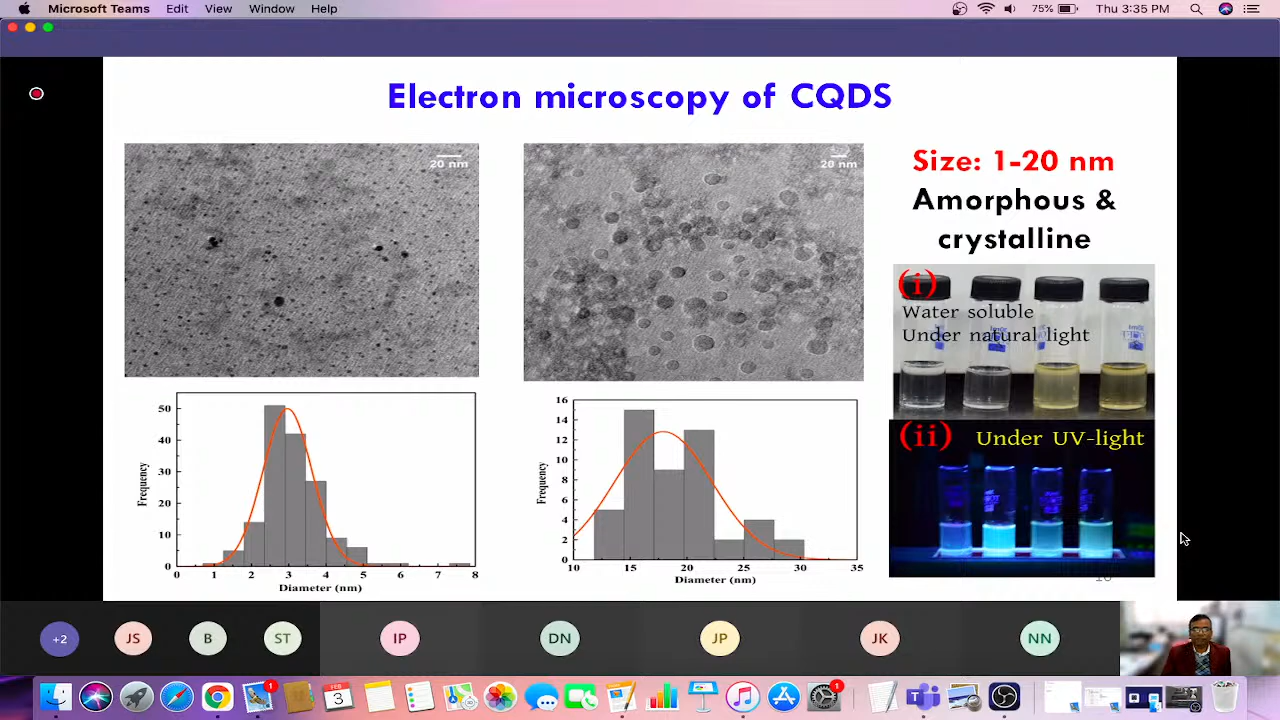 Microsoft Teams Edit View Window Help 75% Thu 3:35 PM
Electron microscopy of CQDS
20 nm
20 nm
Size: 1-20 nm
Amorphous &
crystalline
(i)
Water soluble
Under natural light
(ii) Under UV-light
50
40
30
20
10
0
Frequency
0 1 2 3 4 5 6 7 8
Diameter (nm)
16
14
12
10
8
6
4
2
0
Frequency
10 15 20 25 30 35
Diameter (nm)
+2 JS B ST IP DN JP JK NN
1
FEB
3
1